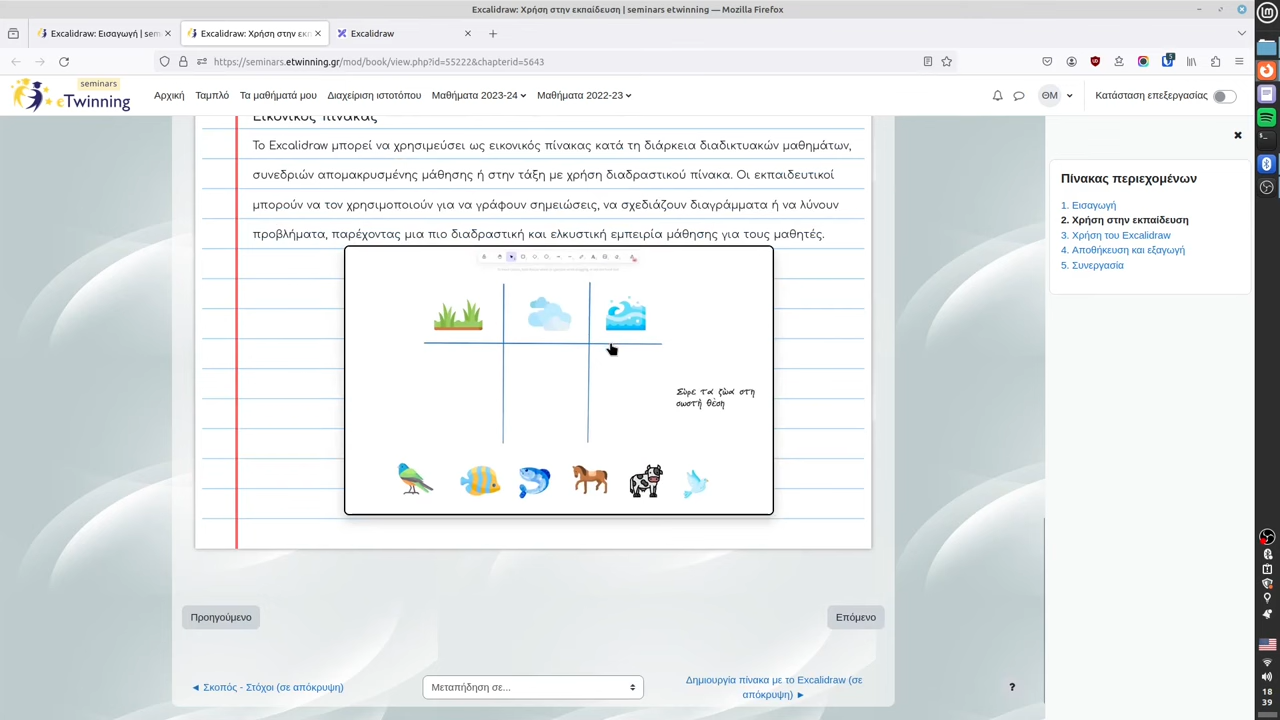 Excalidraw: Χρήση στην εκπαίδευση | seminars etwinning — Mozilla Firefox
Excalidraw: Εισαγωγή | sem
Excalidraw: Χρήση στην εκπ
Excalidraw
https://seminars.etwinning.gr/mod/book/view.php?id=55222&chapterid=5643
seminars
eTwinning
Αρχική
Ταμπλό
Τα μαθήματά μου
Διαχείριση ιστοτόπου
Μαθήματα 2023-24
Μαθήματα 2022-23
ΘΜ
Κατάσταση επεξεργασίας
Εικονικός πίνακας
Το Excalidraw μπορεί να χρησιμεύσει ως εικονικός πίνακας κατά τη διάρκεια διαδικτυακών μαθημάτων,
συνεδριών απομακρυσμένης μάθησης ή στην τάξη με χρήση διαδραστικού πίνακα. Οι εκπαιδευτικοί
μπορούν να τον χρησιμοποιούν για να γράφουν σημειώσεις, να σχεδιάζουν διαγράμματα ή να λύνουν
προβλήματα, παρέχοντας μια πιο διαδραστική και ελκυστική εμπειρία μάθησης για τους μαθητές.
Σύρε τα ζώα στη
σωστή θέση
Πίνακας περιεχομένων
1. Εισαγωγή
2. Χρήση στην εκπαίδευση
3. Χρήση του Excalidraw
4. Αποθήκευση και εξαγωγή
5. Συνεργασία
Προηγούμενο
Επόμενο
◄ Σκοπός - Στόχοι (σε απόκρυψη)
Μεταπήδηση σε...
Δημιουργία πίνακα με το Excalidraw (σε
απόκρυψη) ►
?
18
39